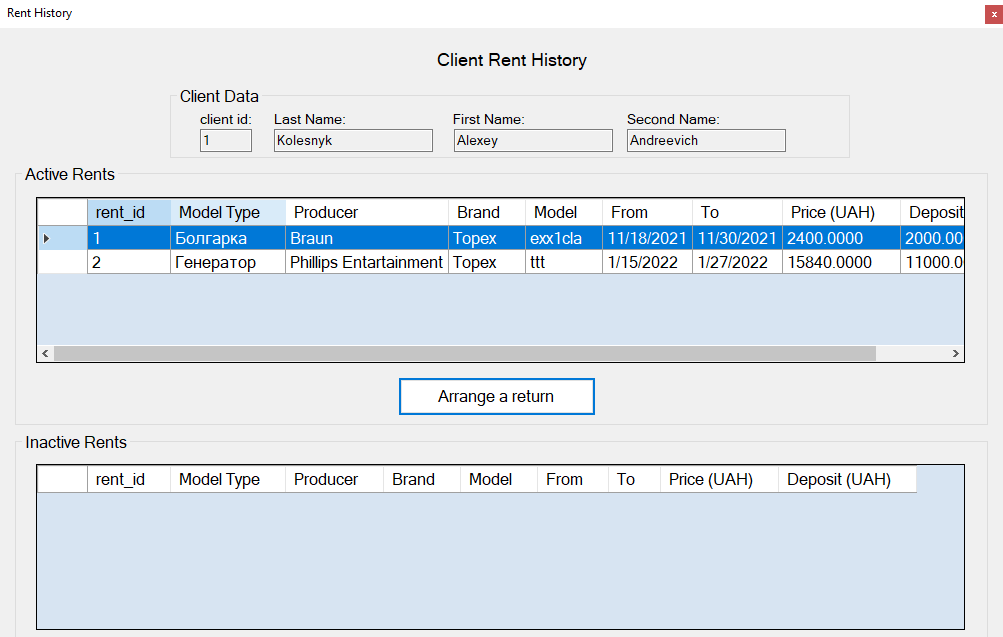 Rent History
x
Client Rent History
Client Data
client id: Last Name: First Name: Second Name:
1 Kolesnyk Alexey Andreevich
Active Rents
rent_id Model Type Producer Brand Model From To Price (UAH) Deposit
1 Болгарка Braun Topex exx1cla 11/18/2021 11/30/2021 2400.0000 2000.00
2 Генератор Phillips Entartainment Topex ttt 1/15/2022 1/27/2022 15840.0000 11000.0
Arrange a return
Inactive Rents
rent_id Model Type Producer Brand Model From To Price (UAH) Deposit (UAH)